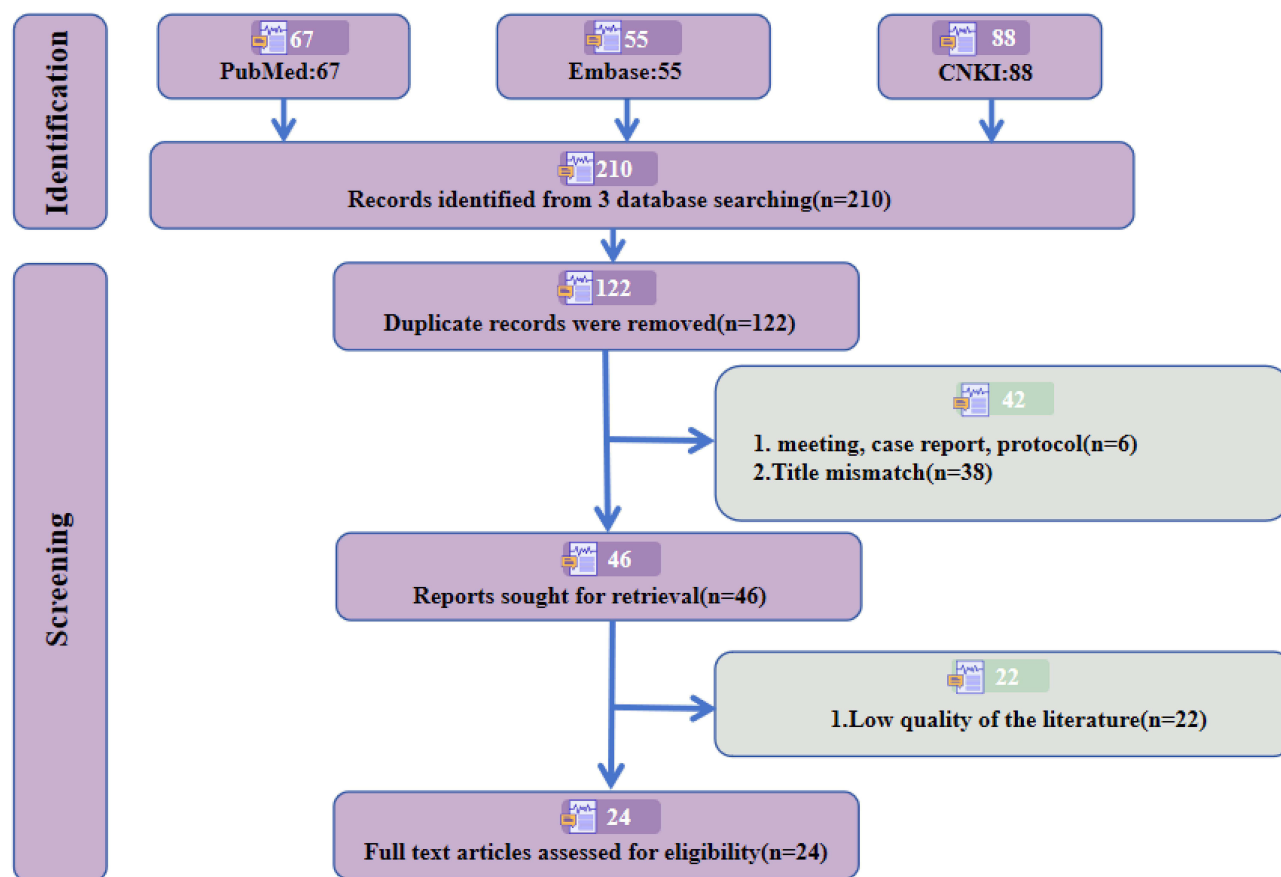 Identification
67
PubMed:67
55
Embase:55
88
CNKI:88
210
Records identified from 3 database searching(n=210)
Screening
122
Duplicate records were removed(n=122)
42
1. meeting, case report, protocol(n=6)
2.Title mismatch(n=38)
46
Reports sought for retrieval(n=46)
22
1.Low quality of the literature(n=22)
24
Full text articles assessed for eligibility(n=24)